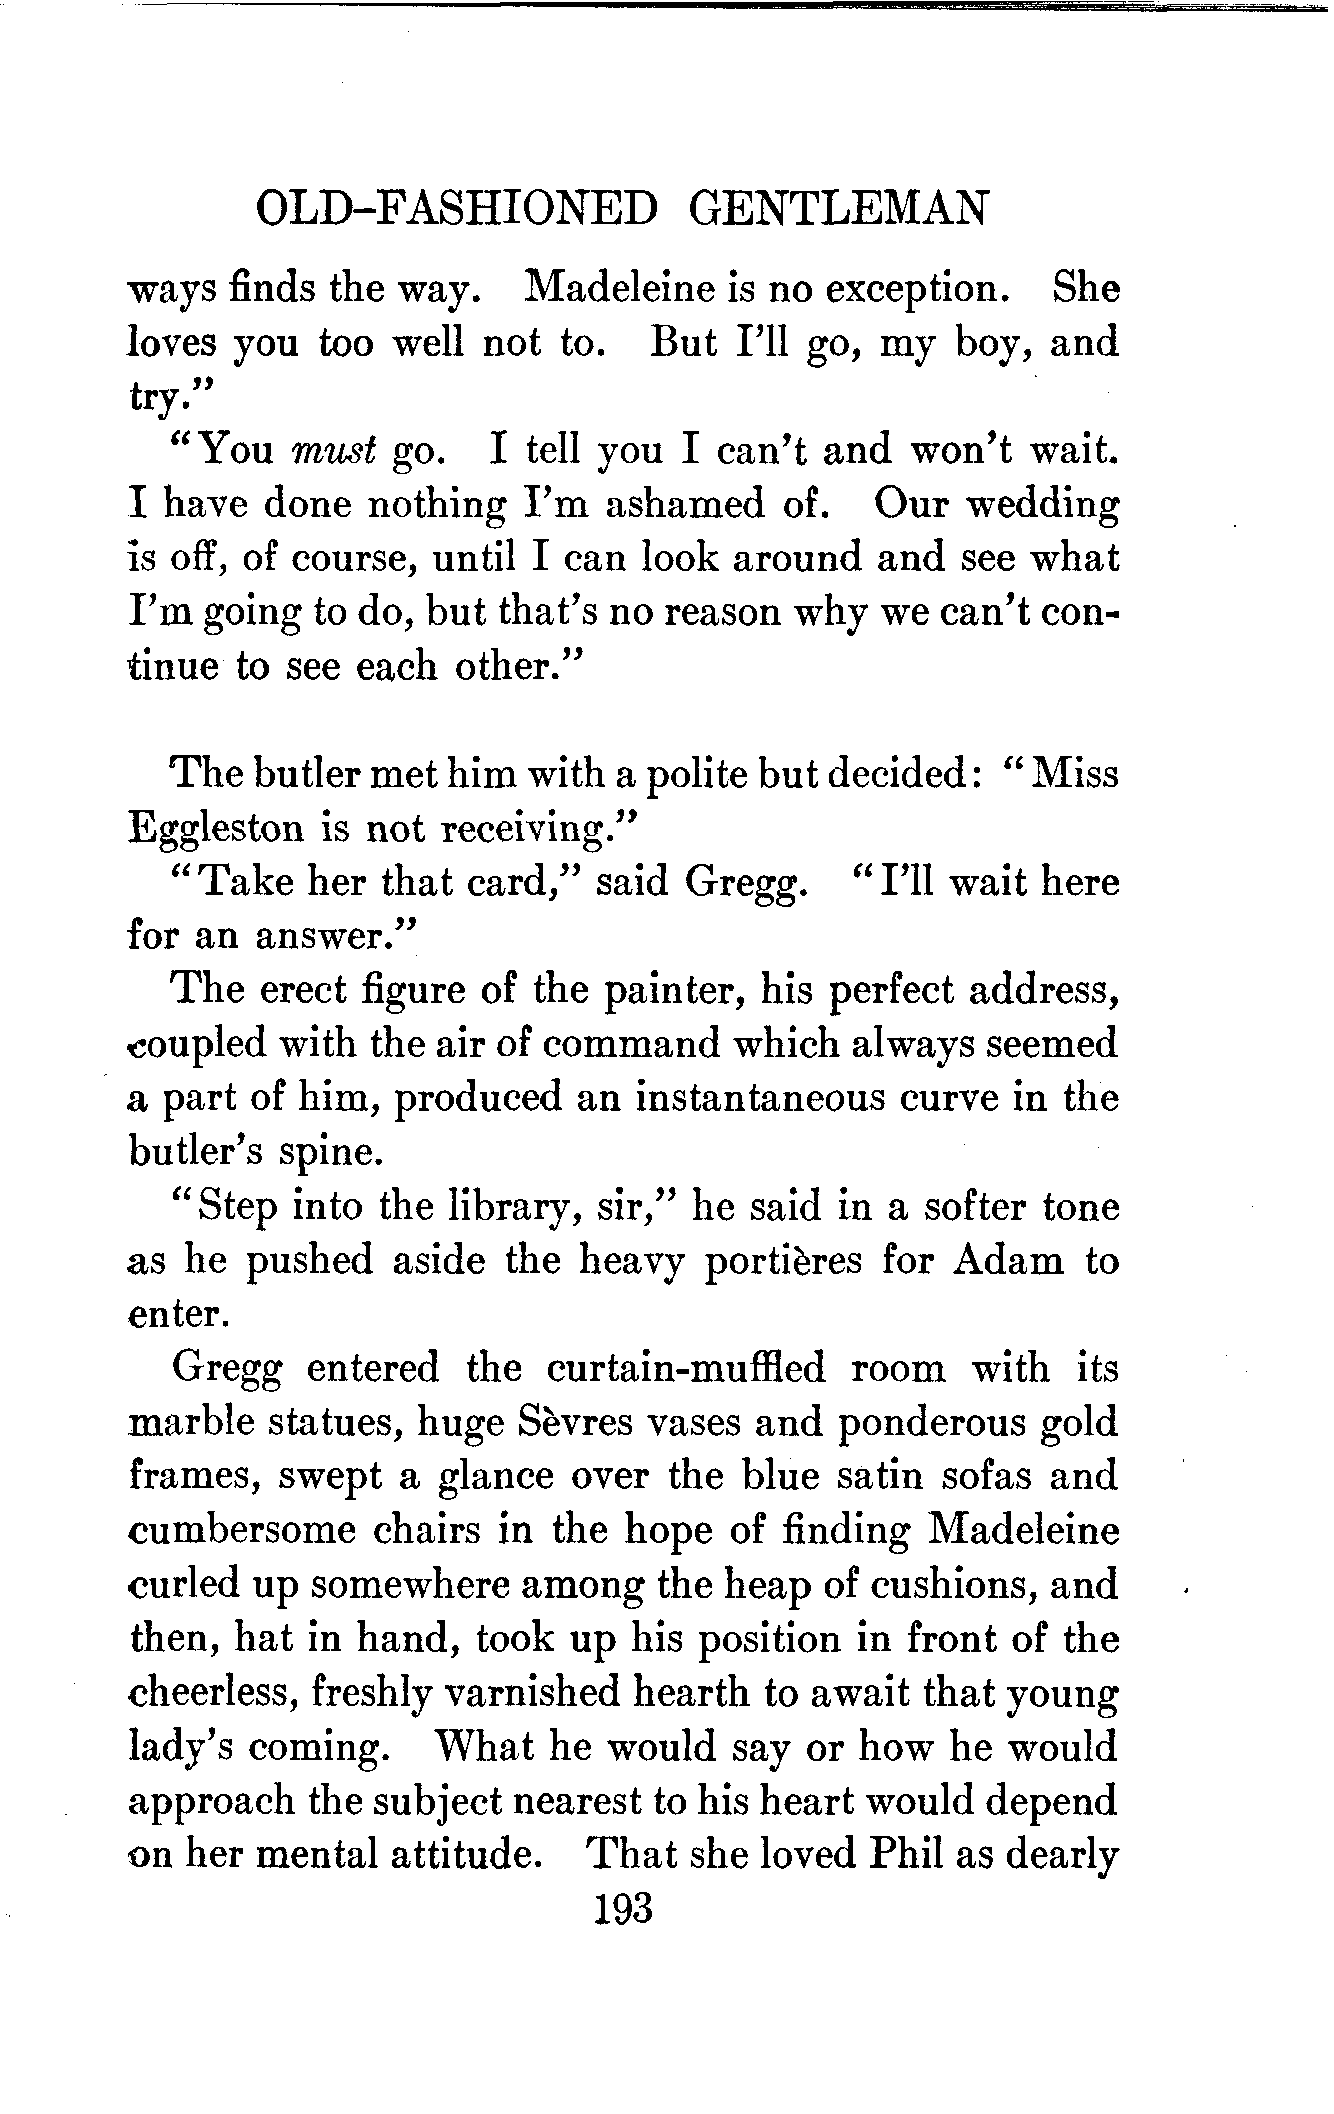 OLD-FASHIONED GENTLEMAN
ways finds the way. Madeleine is no exception. She
loves you too well not to. But I'll go, my boy, and
try."
"You must go. I tell you I can't and won't wait.
I have done nothing I'm ashamed of. Our wedding
is off, of course, until I can look around and see what
I'm going to do, but that's no reason why we can't con-
tinue to see each other."
The butler met him with a polite but decided: "Miss
Eggleston is not receiving."
"Take her that card," said Gregg. "I'll wait here
for an answer."
The erect figure of the painter, his perfect address,
coupled with the air of command which always seemed
a part of him, produced an instantaneous curve in the
butler's spine.
"Step into the library, sir," he said in a softer tone
as he pushed aside the heavy portières for Adam to
enter.
Gregg entered the curtain-muffled room with its
marble statues, huge Sèvres vases and ponderous gold
frames, swept a glance over the blue satin sofas and
cumbersome chairs in the hope of finding Madeleine
curled up somewhere among the heap of cushions, and
then, hat in hand, took up his position in front of the
cheerless, freshly varnished hearth to await that young
lady's coming. What he would say or how he would
approach the subject nearest to his heart would depend
on her mental attitude. That she loved Phil as dearly
193